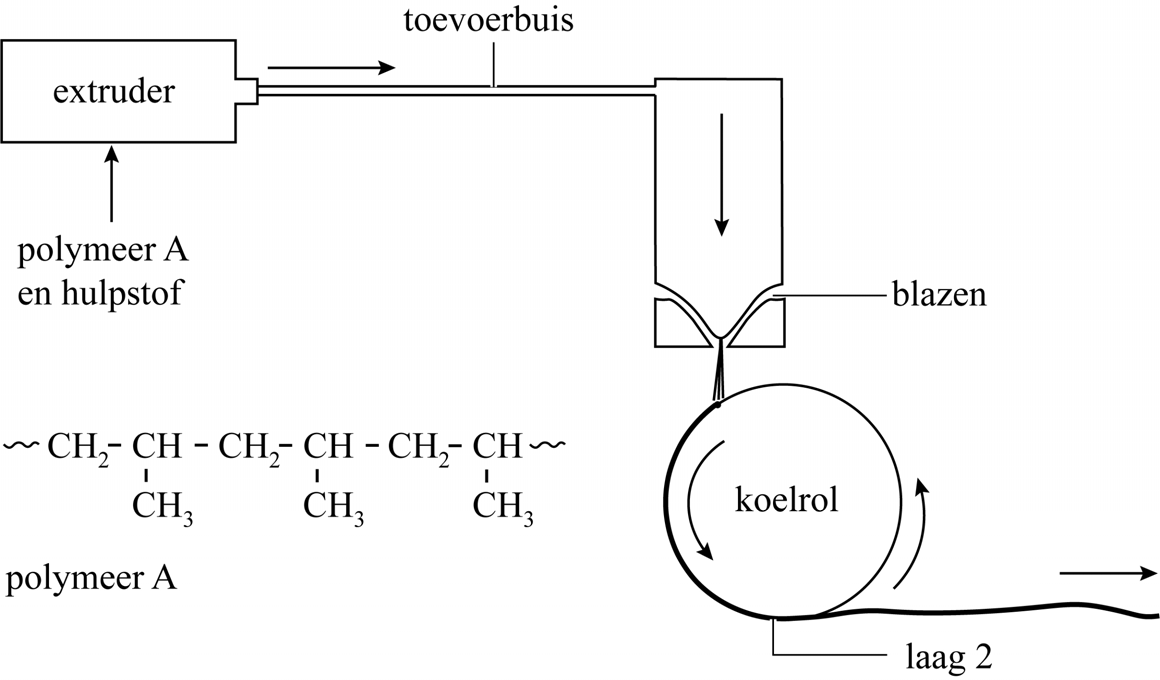 toevoerbuis
extruder
polymeer A
en hulpstof
blazen
~CH₂-CH-CH₂-CH-CH₂-CH~
CH₃ CH₃ CH₃
koelrol
polymeer A
laag 2